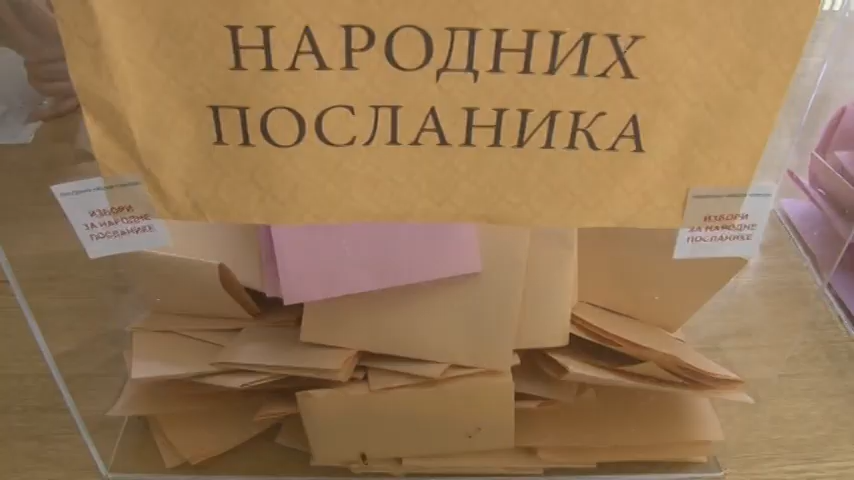 НАРОДНИХ
ПОСЛАНИКА
ИЗБОРИ
ЗА НАРОДНЕ
ПОСЛАНИКЕ
ИЗБОРИ
ЗА НАРОДНЕ
ПОСЛАНИКЕ